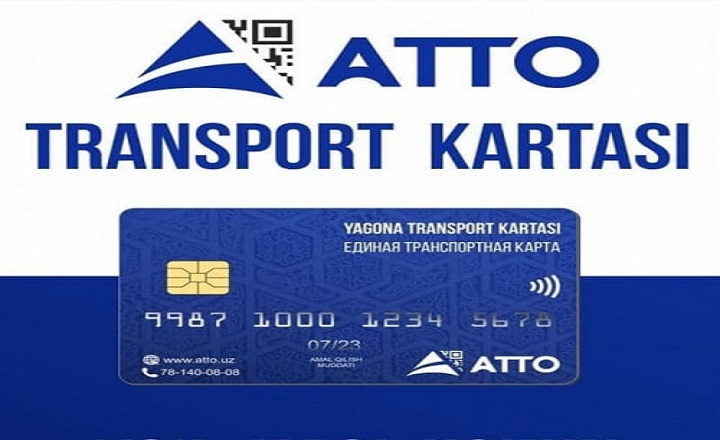 ATTO
TRANSPORT KARTASI
YAGONA TRANSPORT KARTASI
ЕДИНАЯ ТРАНСПОРТНАЯ КАРТА
9987 1000 1234 5678
07/23
AMAL QILISH
MUDDATI
www.atto.uz
78-140-08-08
ATTO